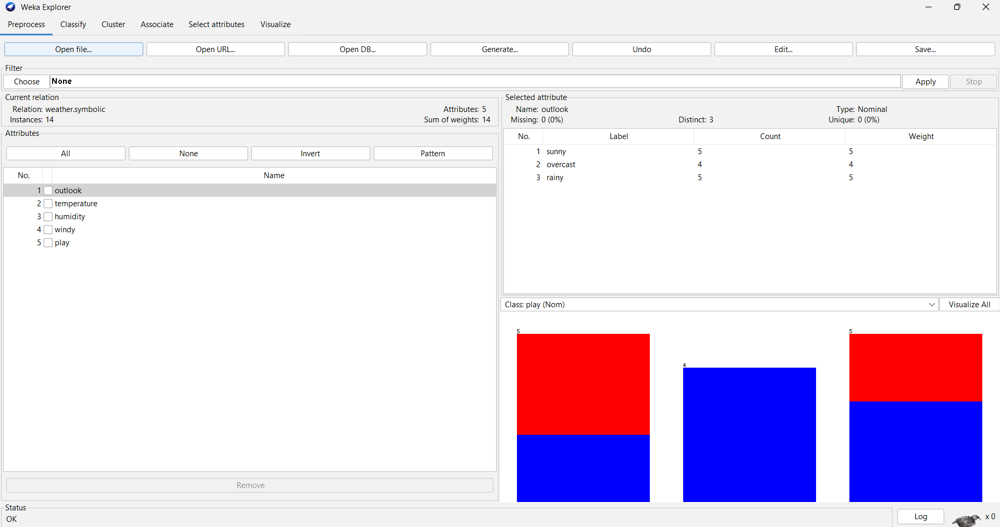 Weka Explorer
Preprocess Classify Cluster Associate Select attributes Visualize
Open file... Open URL... Open DB... Generate... Undo Edit... Save...
Filter
Choose None Apply Stop
Current relation
Relation: weather.symbolic Attributes: 5
Instances: 14 Sum of weights: 14
Attributes
All None Invert Pattern
No. Name
1 outlook
2 temperature
3 humidity
4 windy
5 play
Remove
Selected attribute
Name: outlook Type: Nominal
Missing: 0 (0%) Distinct: 3 Unique: 0 (0%)
No. Label Count Weight
1 sunny 5 5
2 overcast 4 4
3 rainy 5 5
Class: play (Nom) Visualize All
5 4 5
Status
OK
Log x 0